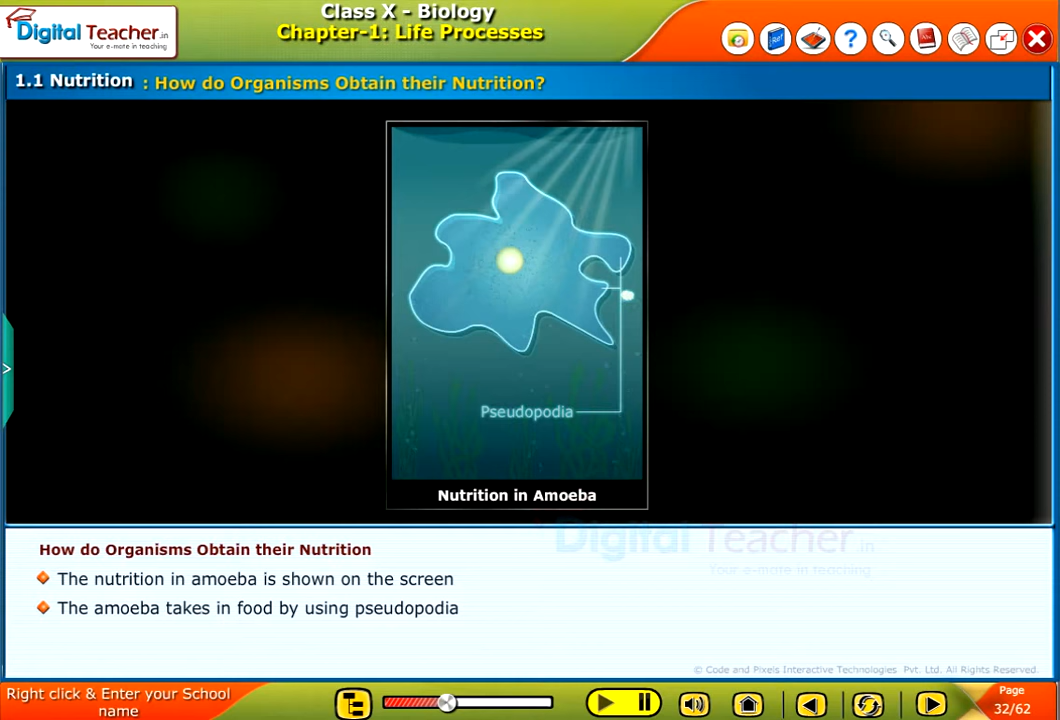 Digital Teacher.in
Your e-mate in teaching
Class X - Biology
Chapter-1: Life Processes
Ref
Abc
?
1.1 Nutrition : How do Organisms Obtain their Nutrition?
>
Pseudopodia
Nutrition in Amoeba
Digital Teacher.in
Your e-mate in teaching
How do Organisms Obtain their Nutrition
The nutrition in amoeba is shown on the screen
The amoeba takes in food by using pseudopodia
© Code and Pixels Interactive Technologies. Pvt. Ltd. All Rights Reserved.
Right click & Enter your School
name
Page
32/62